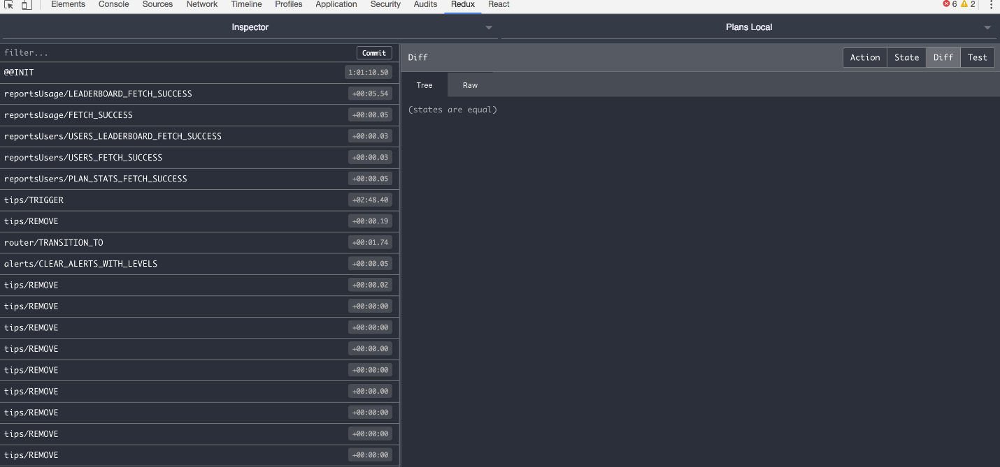 Elements Console Sources Network Timeline Profiles Application Security Audits Redux React 6 2
Inspector Plans Local
filter... Commit
Diff Action State Diff Test
@@INIT 1:01:10.50
Tree Raw
reportsUsage/LEADERBOARD_FETCH_SUCCESS +00:05.54
(states are equal)
reportsUsage/FETCH_SUCCESS +00:00.05
reportsUsers/USERS_LEADERBOARD_FETCH_SUCCESS +00:00.03
reportsUsers/USERS_FETCH_SUCCESS +00:00.03
reportsUsers/PLAN_STATS_FETCH_SUCCESS +00:00.05
tips/TRIGGER +02:48.40
tips/REMOVE +00:00.19
router/TRANSITION_TO +00:01.74
alerts/CLEAR_ALERTS_WITH_LEVELS +00:00.05
tips/REMOVE +00:00.02
tips/REMOVE +00:00:00
tips/REMOVE +00:00:00
tips/REMOVE +00:00.00
tips/REMOVE +00:00:00
tips/REMOVE +00:00.00
tips/REMOVE +00:00:00
tips/REMOVE +00:00:00
tips/REMOVE +00:00:00